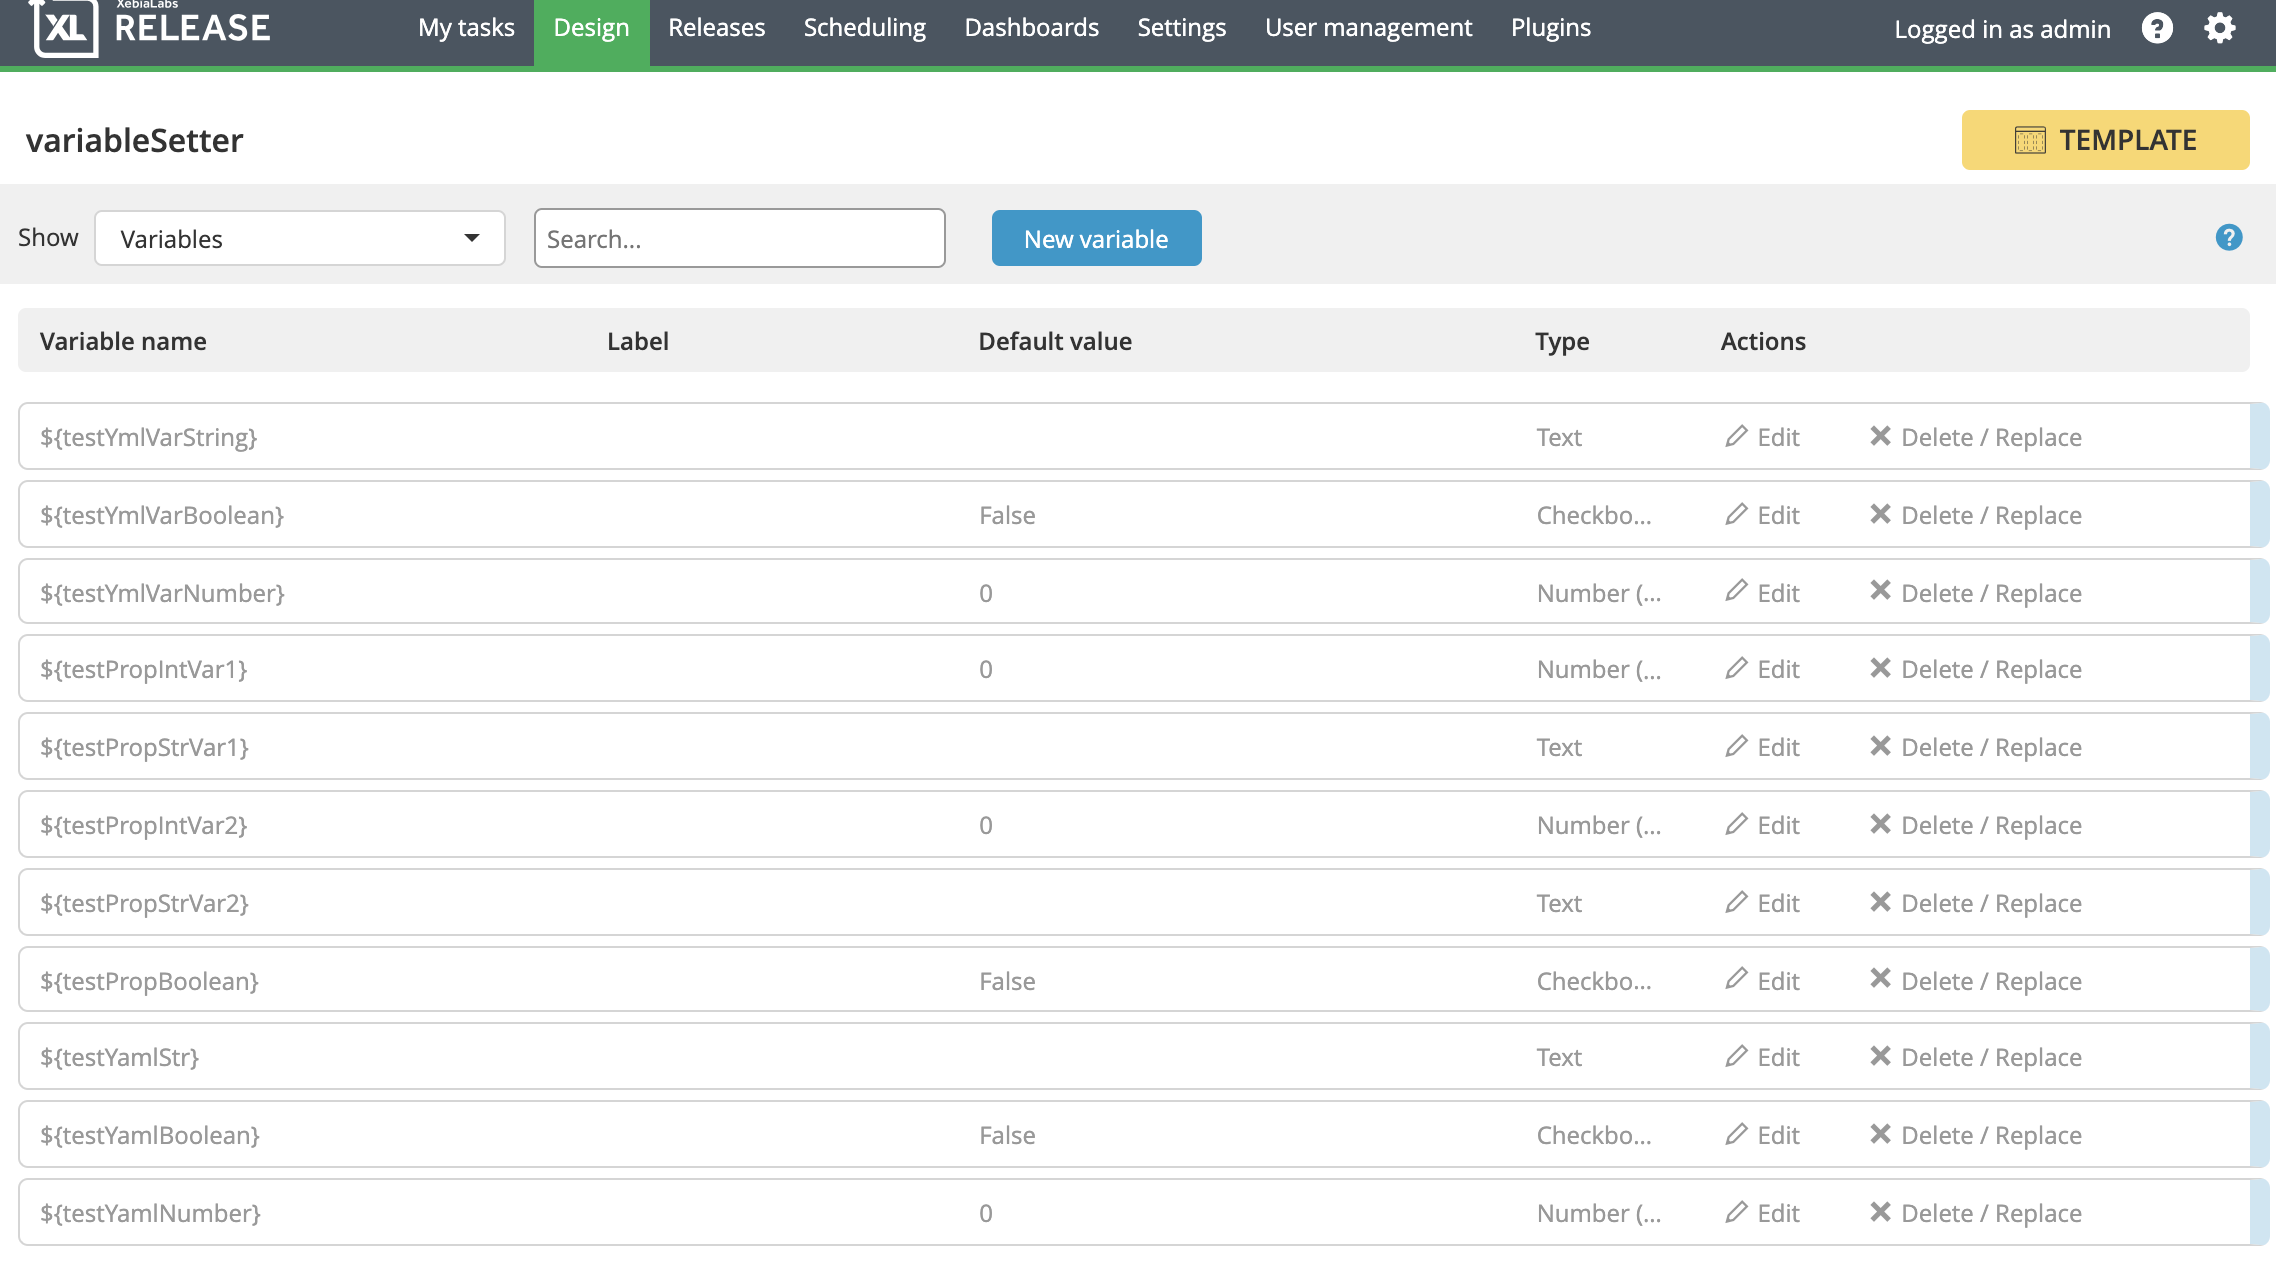 XebiaLabs
XL RELEASE
My tasks Design Releases Scheduling Dashboards Settings User management Plugins Logged in as admin ?
variableSetter TEMPLATE
Show Variables Search... New variable ?
Variable name Label Default value Type Actions
${testYmlVarString} Text Edit Delete / Replace
${testYmlVarBoolean} False Checkbo... Edit Delete / Replace
${testYmlVarNumber} 0 Number (... Edit Delete / Replace
${testPropIntVar1} 0 Number (... Edit Delete / Replace
${testPropStrVar1} Text Edit Delete / Replace
${testPropIntVar2} 0 Number (... Edit Delete / Replace
${testPropStrVar2} Text Edit Delete / Replace
${testPropBoolean} False Checkbo... Edit Delete / Replace
${testYamlStr} Text Edit Delete / Replace
${testYamlBoolean} False Checkbo... Edit Delete / Replace
${testYamlNumber} 0 Number (... Edit Delete / Replace